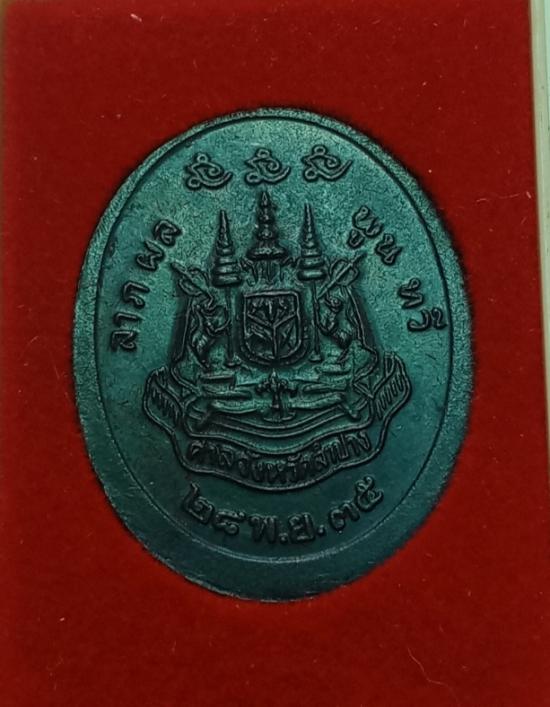 ลาภ ผล พูน ทวี
ศาลจังหวัดลำปาง
๒๘ พ.ย. ๓๕